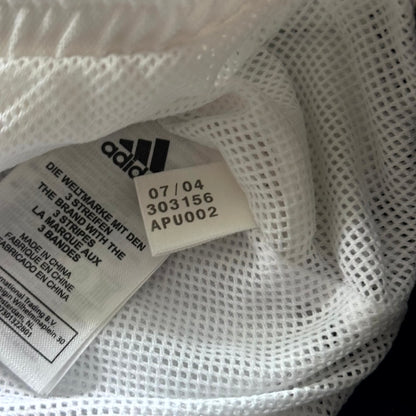 adidas
DIE WELTMARKE MIT DEN
3 STREIFEN
THE BRAND WITH THE
3 STRIPES
LA MARQUE AUX
3 BANDES
MADE IN CHINA
FABRICADO EN CHINA
07/04
303156
APU002